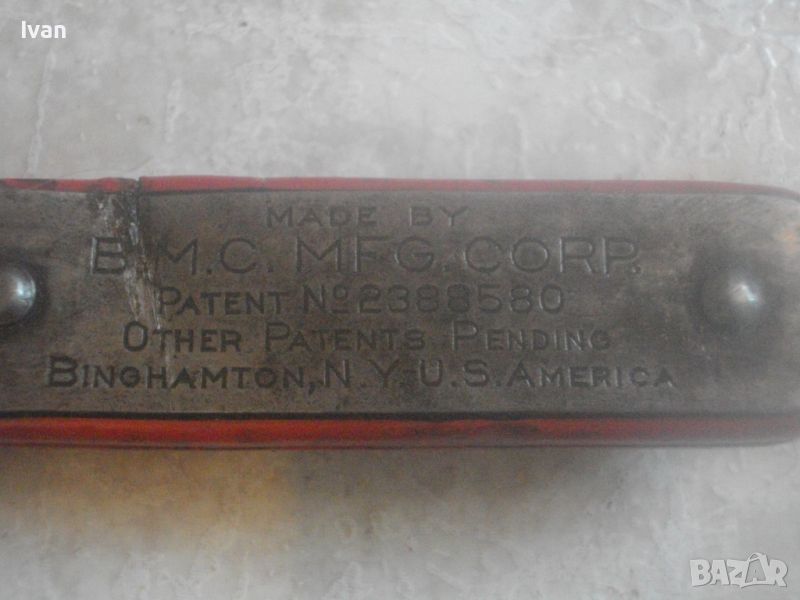 Ivan
MADE BY
B.M.C. MFG. CORP.
PATENT No 2388580
OTHER PATENTS PENDING
BINGHAMTON, N.Y. U.S. AMERICA
BAZAR